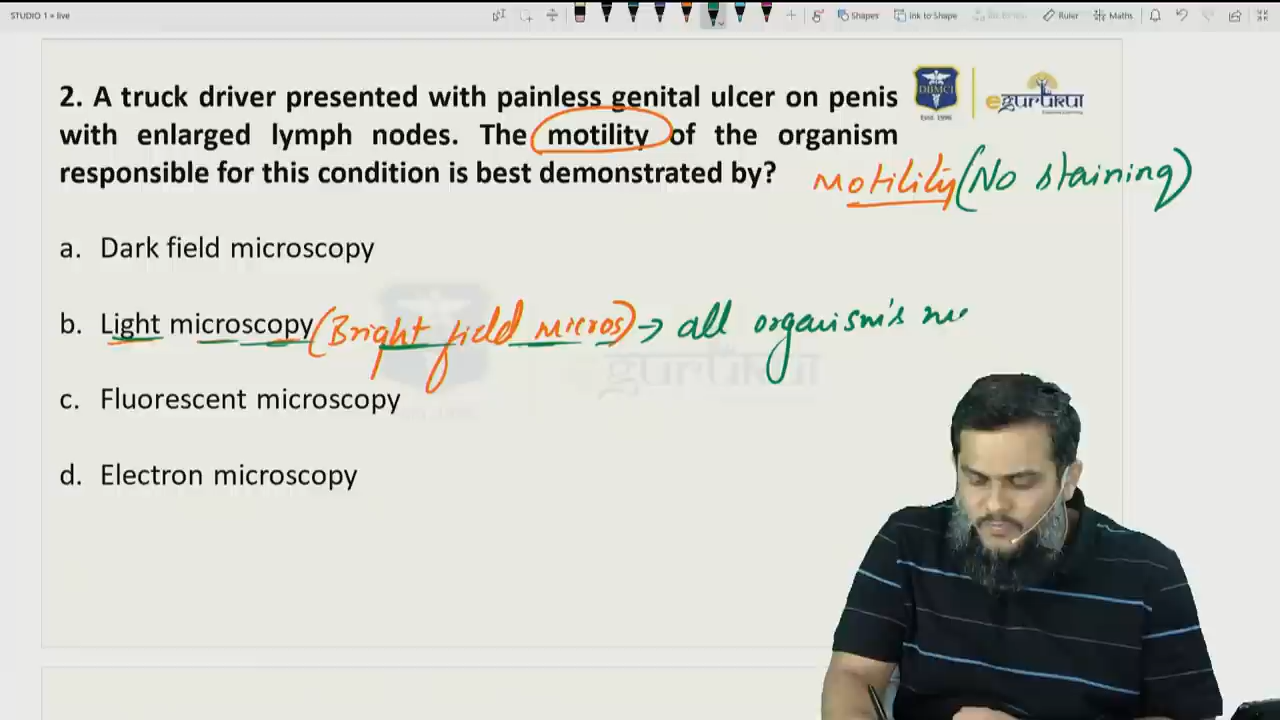 STUDIO 1 • live
Shapes Ink to Shape Ruler Maths
2. A truck driver presented with painless genital ulcer on penis
with enlarged lymph nodes. The motility of the organism
responsible for this condition is best demonstrated by?
DBMCI
eGurukul
Motility (No staining)
a. Dark field microscopy
b. Light microscopy (Bright field micros) → all organism's
c. Fluorescent microscopy
d. Electron microscopy